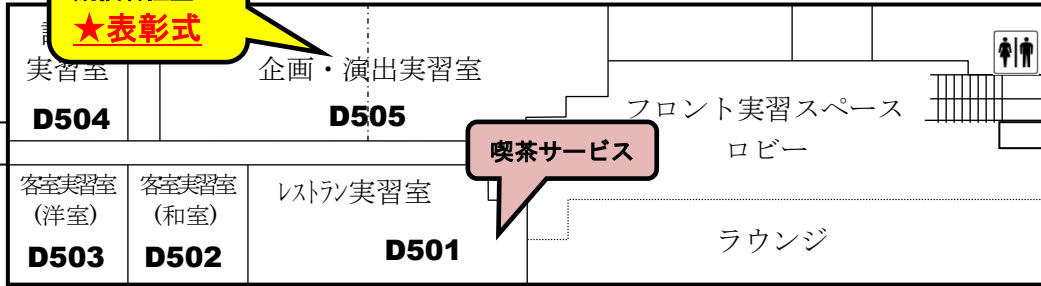 ★表彰式
実習室
D504
企画・演出実習室
D505
フロント実習スペース
ロビー
喫茶サービス
客室実習室
(洋室)
D503
客室実習室
(和室)
D502
レストラン実習室
D501
ラウンジ